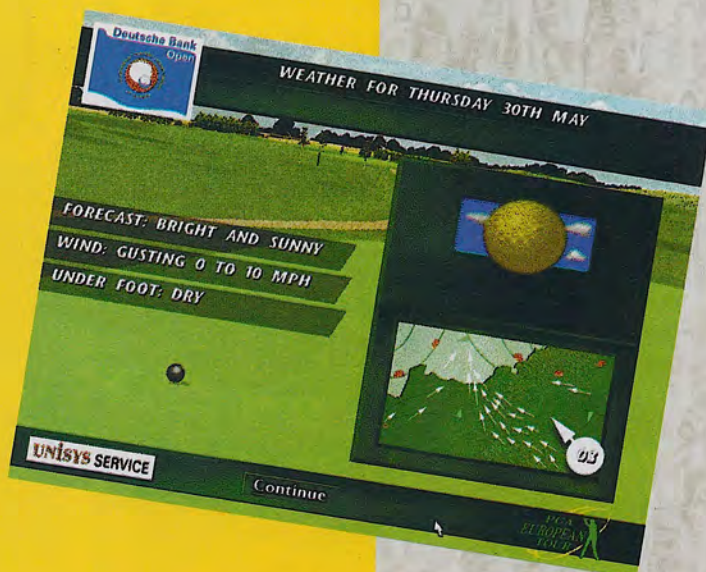 Deutsche Bank
Open
WEATHER FOR THURSDAY 30TH MAY
FORECAST: BRIGHT AND SUNNY
WIND: GUSTING 0 TO 10 MPH
UNDER FOOT: DRY
03
UNiSYS SERVICE
Continue
PGA
EUROPEAN
TOUR